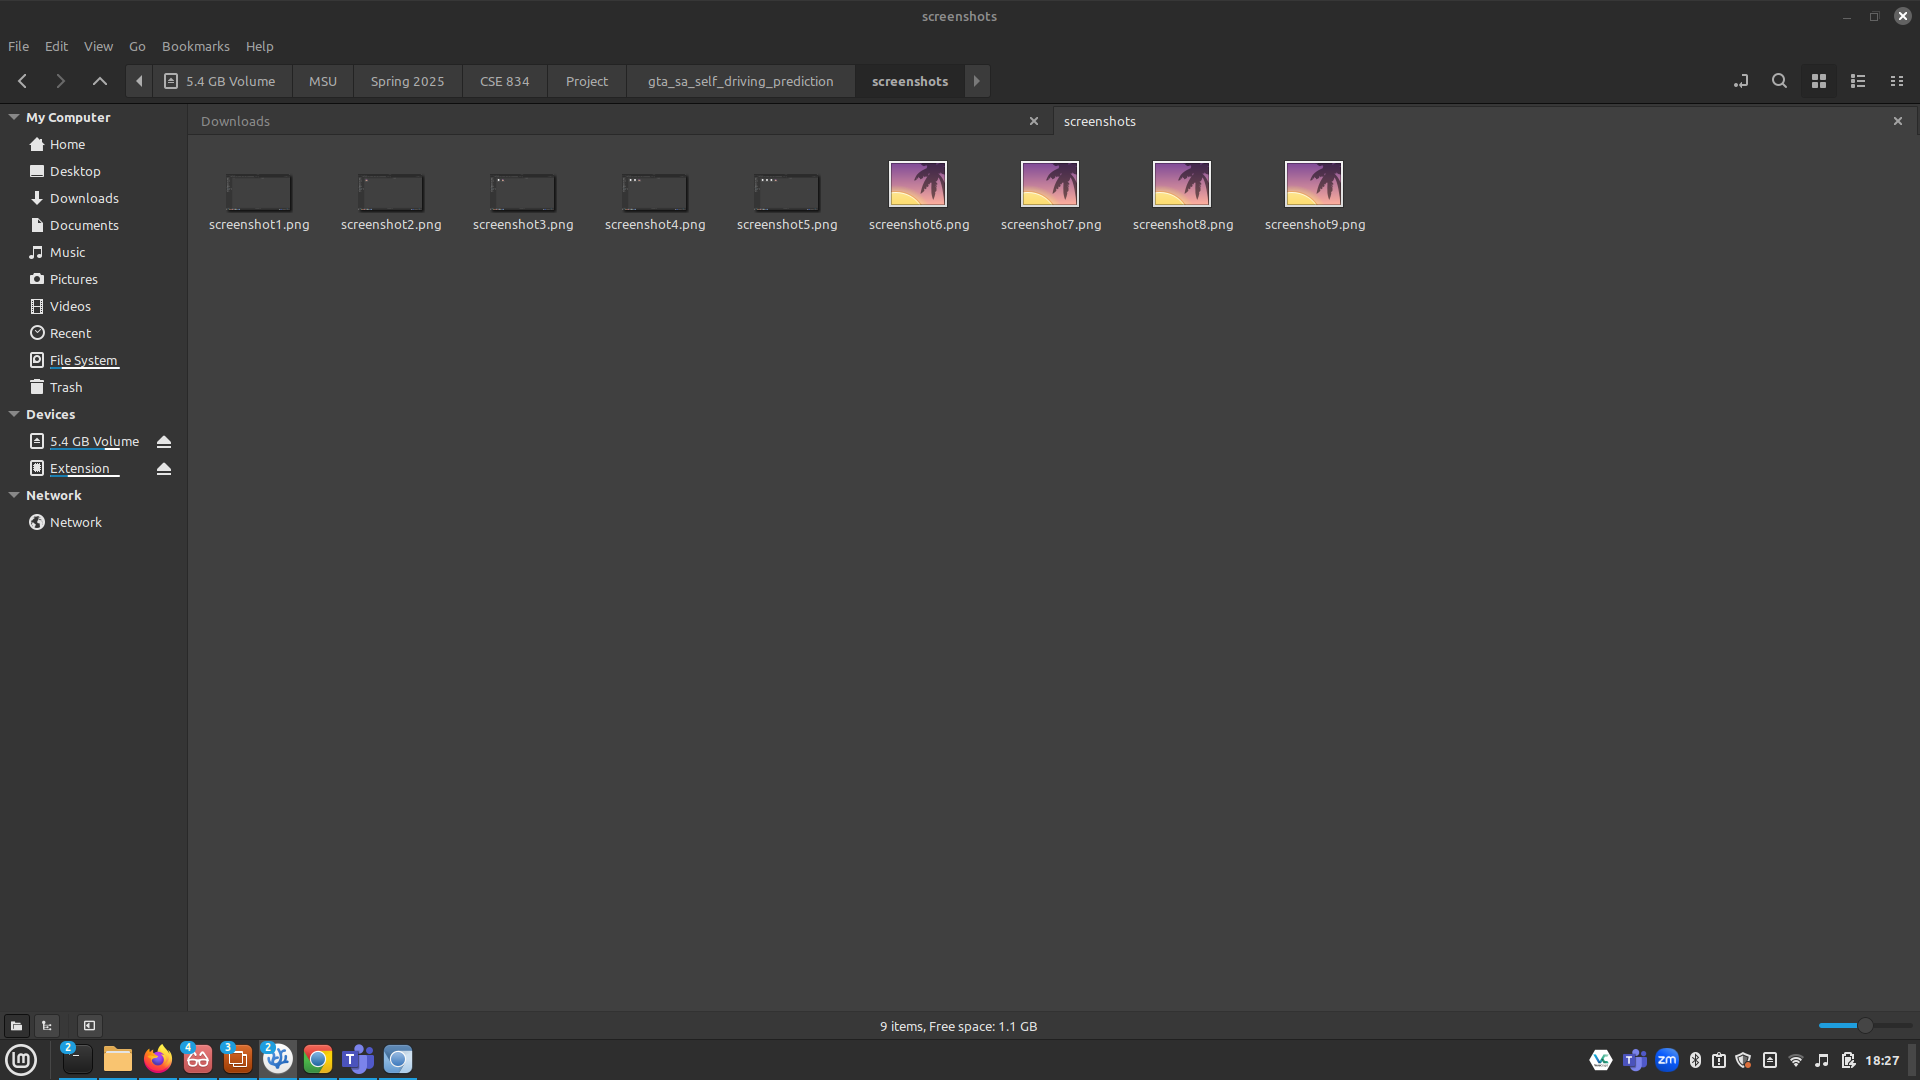 screenshots
File Edit View Go Bookmarks Help
5.4 GB Volume MSU Spring 2025 CSE 834 Project gta_sa_self_driving_prediction screenshots
My Computer
Home
Desktop
Downloads
Documents
Music
Pictures
Videos
Recent
File System
Trash
Devices
5.4 GB Volume
Extension
Network
Network
Downloads
screenshots
screenshot1.png screenshot2.png screenshot3.png screenshot4.png screenshot5.png screenshot6.png screenshot7.png screenshot8.png screenshot9.png
9 items, Free space: 1.1 GB
2 4 3 2 T VC T zm 18:27